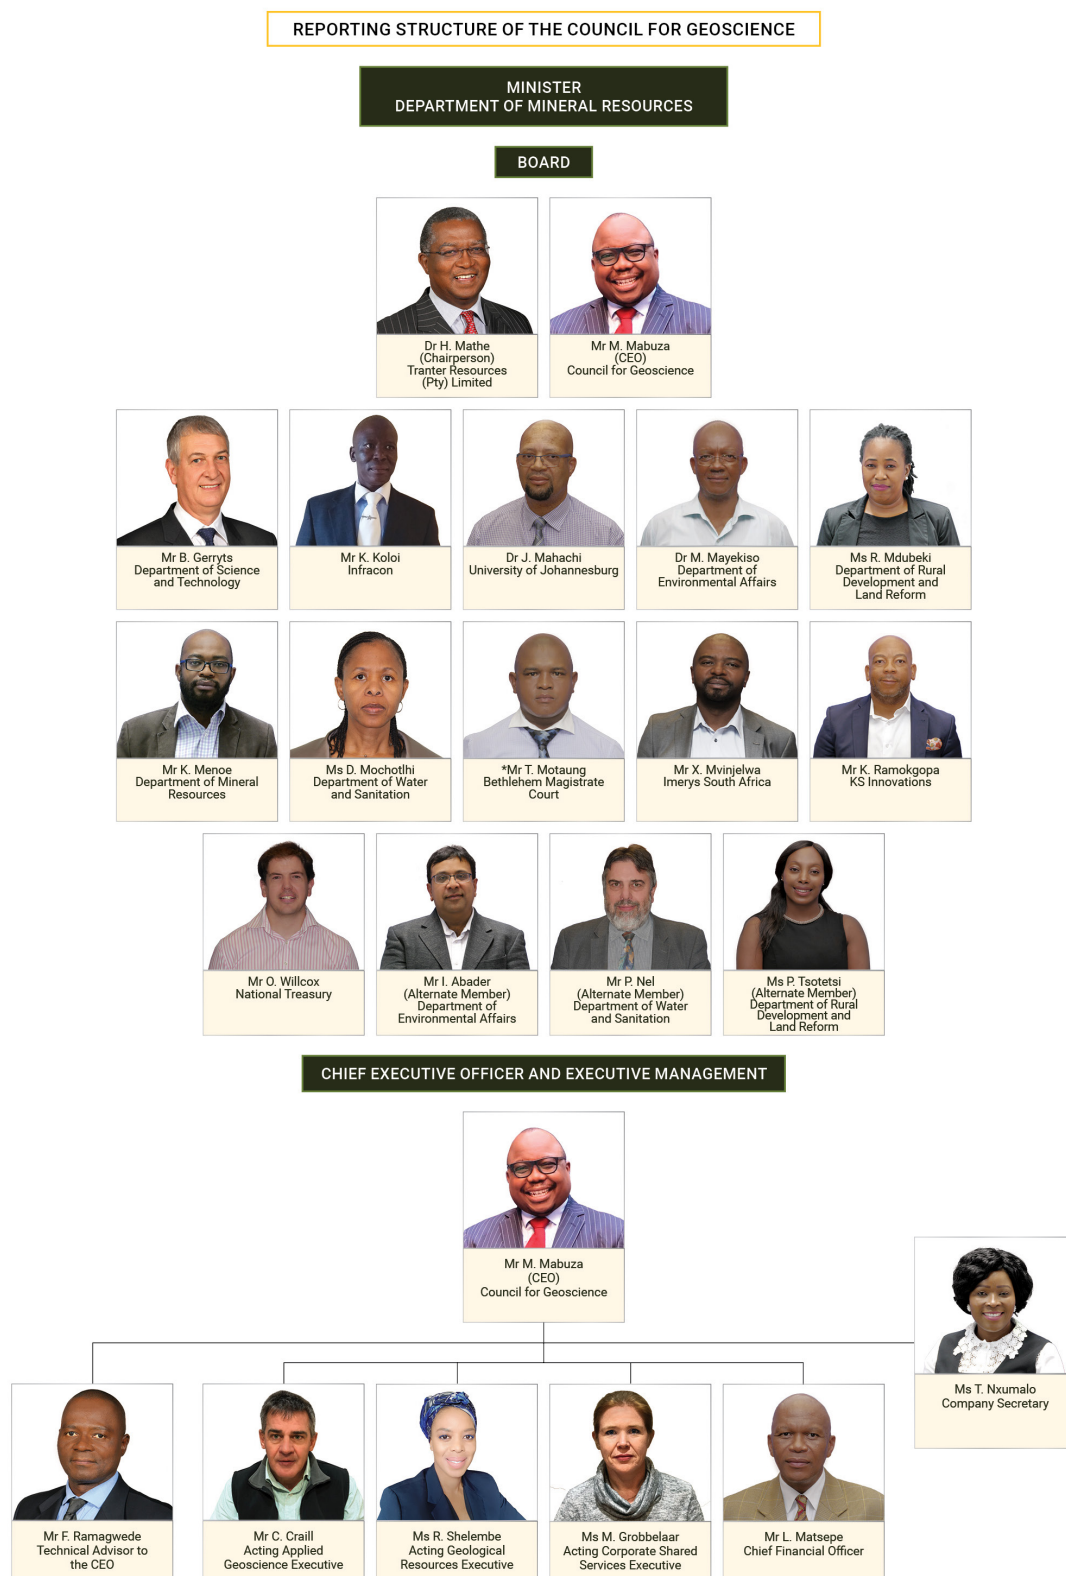 REPORTING STRUCTURE OF THE COUNCIL FOR GEOSCIENCE
MINISTER
DEPARTMENT OF MINERAL RESOURCES
BOARD
Dr H. Mathe
(Chairperson)
Tranter Resources
(Pty) Limited
Mr M. Mabuza
(CEO)
Council for Geoscience
Mr B. Gerryts
Department of Science
and Technology
Mr K. Koloi
Infracon
Dr J. Mahachi
University of Johannesburg
Dr M. Mayekiso
Department of
Environmental Affairs
Ms R. Mdubeki
Department of Rural
Development and
Land Reform
Mr K. Menoe
Department of Mineral
Resources
Ms D. Mochotlhi
Department of Water
and Sanitation
*Mr T. Motaung
Bethlehem Magistrate
Court
Mr X. Mvinjelwa
Imerys South Africa
Mr K. Ramokgopa
KS Innovations
Mr O. Willcox
National Treasury
Mr I. Abader
(Alternate Member)
Department of
Environmental Affairs
Mr P. Nel
(Alternate Member)
Department of Water
and Sanitation
Ms P. Tsotetsi
(Alternate Member)
Department of Rural
Development and
Land Reform
CHIEF EXECUTIVE OFFICER AND EXECUTIVE MANAGEMENT
Mr M. Mabuza
(CEO)
Council for Geoscience
Ms T. Nxumalo
Company Secretary
Mr F. Ramagwede
Technical Advisor to
the CEO
Mr C. Craill
Acting Applied
Geoscience Executive
Ms R. Shelembe
Acting Geological
Resources Executive
Ms M. Grobbelaar
Acting Corporate Shared
Services Executive
Mr L. Matsepe
Chief Financial Officer